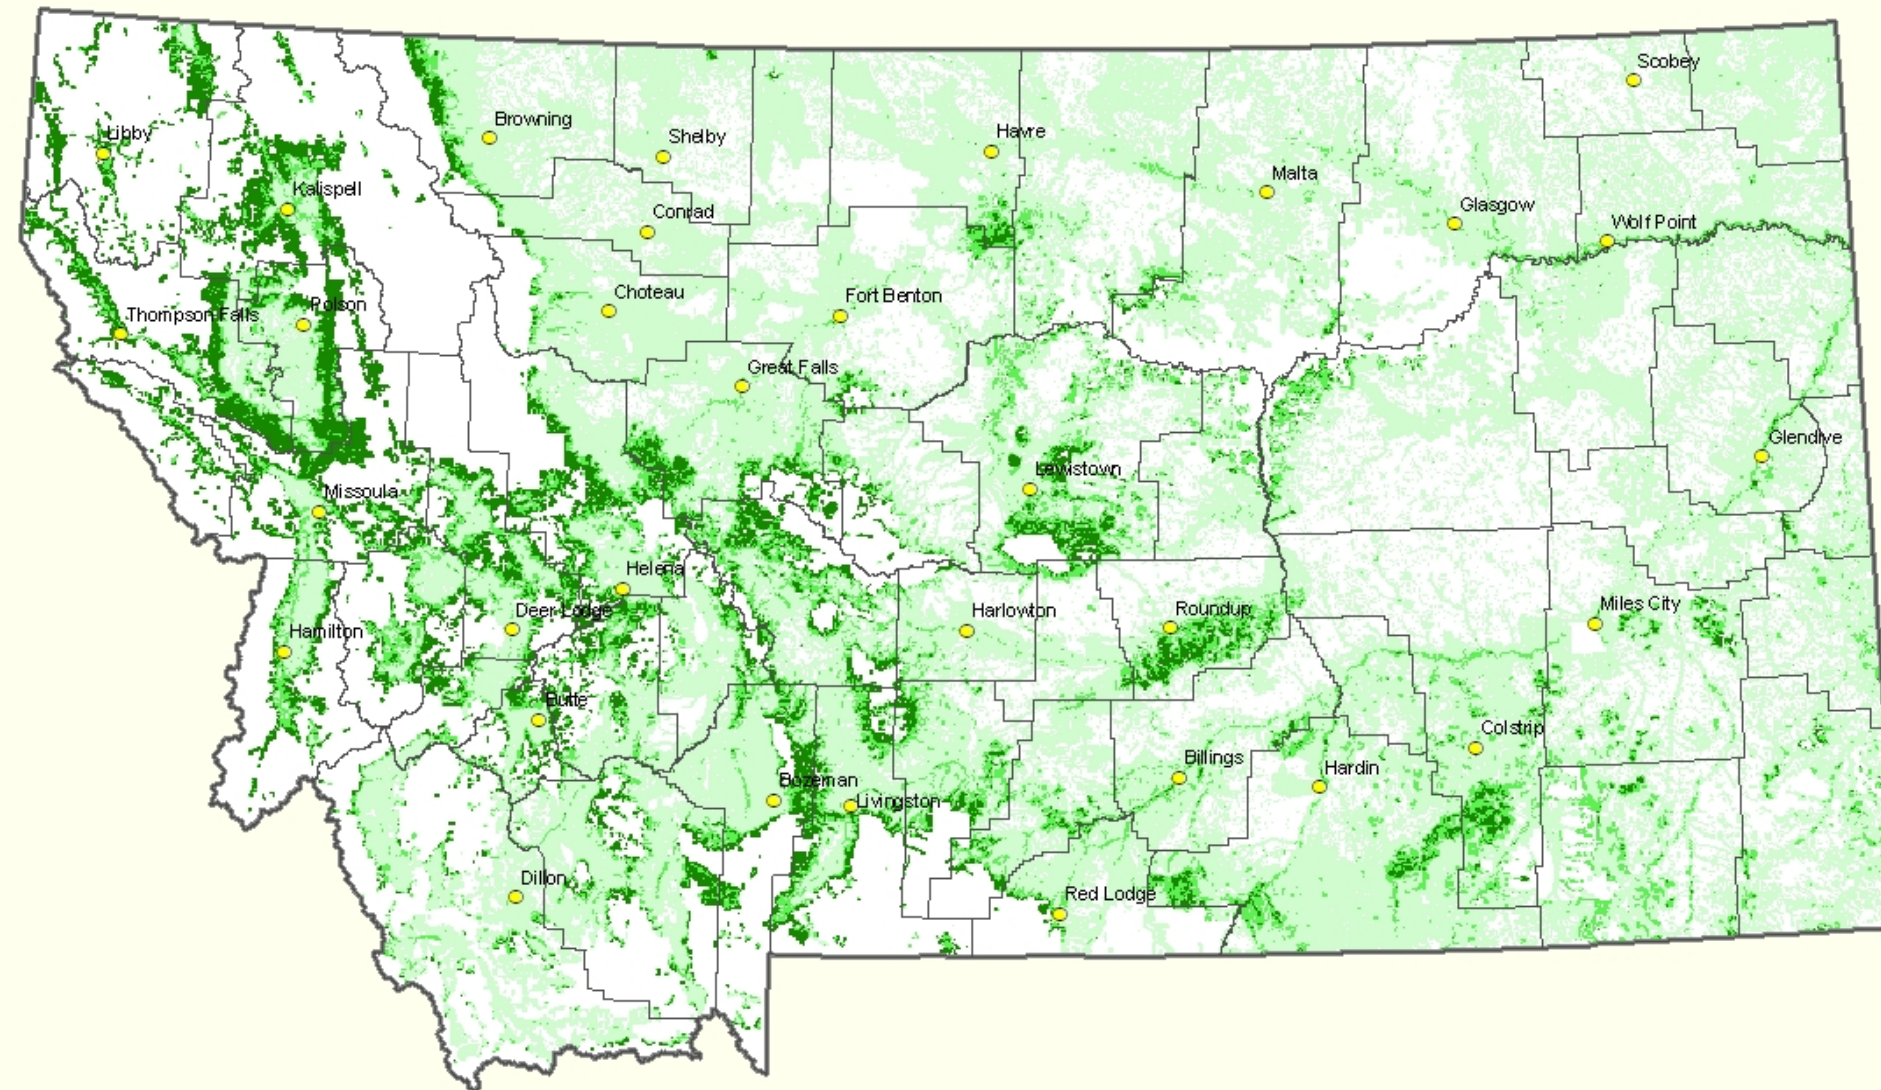 Scobey
Browning
Shelby
Havre
Libby
Malta
Kalispell
Conrad
Glasgow
Wolf Point
Choteau
Fort Benton
Polson
Thompson Falls
Great Falls
Glendive
Lewistown
Missoula
Helena
Deer Lodge
Harlowton
Roundup
Miles City
Hamilton
Butte
Colstrip
Billings
Hardin
Bozeman
Livingston
Dillon
Red Lodge